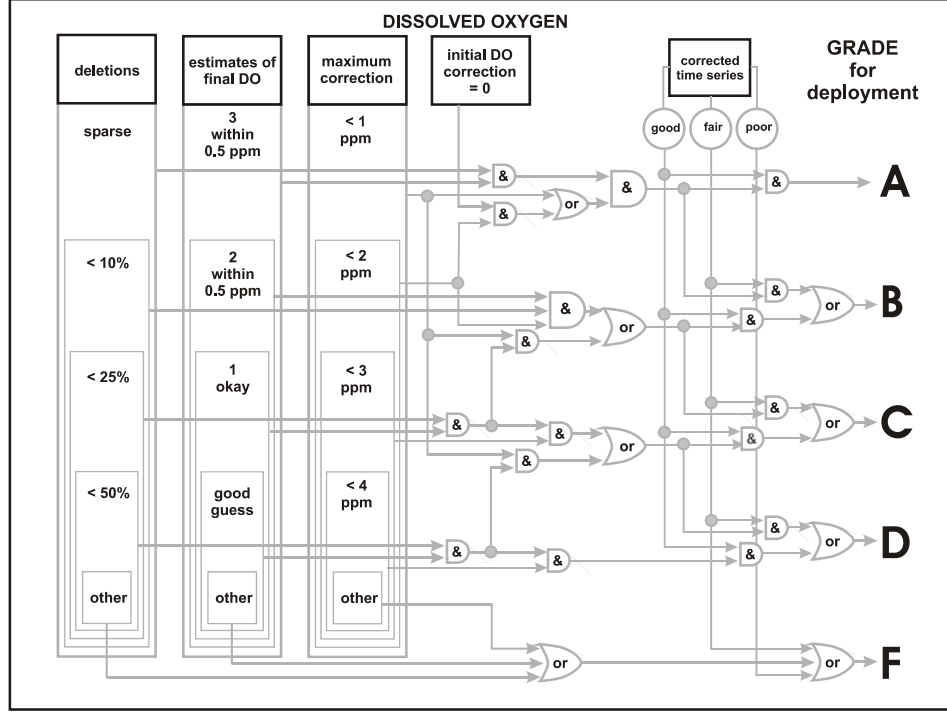 DISSOLVED OXYGEN
deletions
estimates of
final DO
maximum
correction
initial DO
correction
= 0
corrected
time series
GRADE
for
deployment
good
fair
poor
sparse
3
within
0.5 ppm
< 1
ppm
&
&
or
&
&
A
< 10%
2
within
0.5 ppm
< 2
ppm
&
or
&
&
&
or
B
< 25%
1
okay
< 3
ppm
&
&
or
&
&
&
or
C
< 50%
good
guess
< 4
ppm
&
&
&
&
or
D
other
other
other
or
or
F